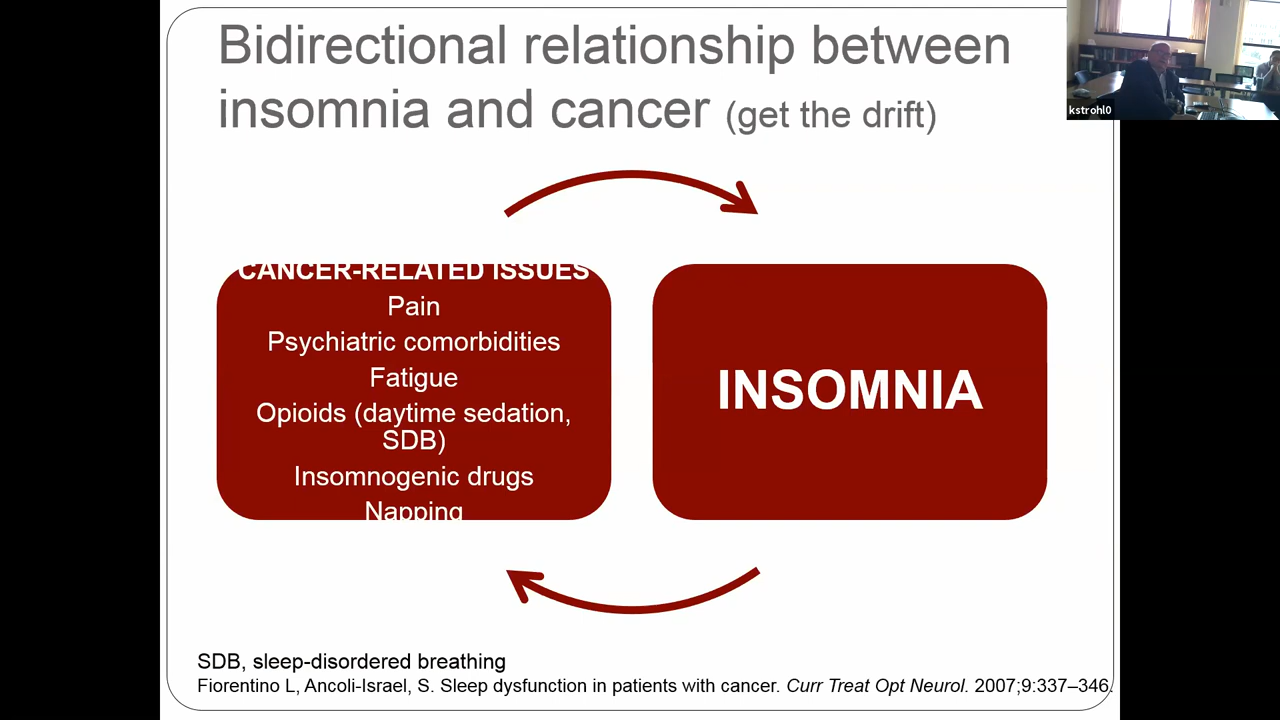 Bidirectional relationship between
insomnia and cancer (get the drift)
kstrohl0
CANCER-RELATED ISSUES
Pain
Psychiatric comorbidities
Fatigue
Opioids (daytime sedation,
SDB)
Insomnogenic drugs
Napping
INSOMNIA
SDB, sleep-disordered breathing
Fiorentino L, Ancoli-Israel, S. Sleep dysfunction in patients with cancer. Curr Treat Opt Neurol. 2007;9:337–346.